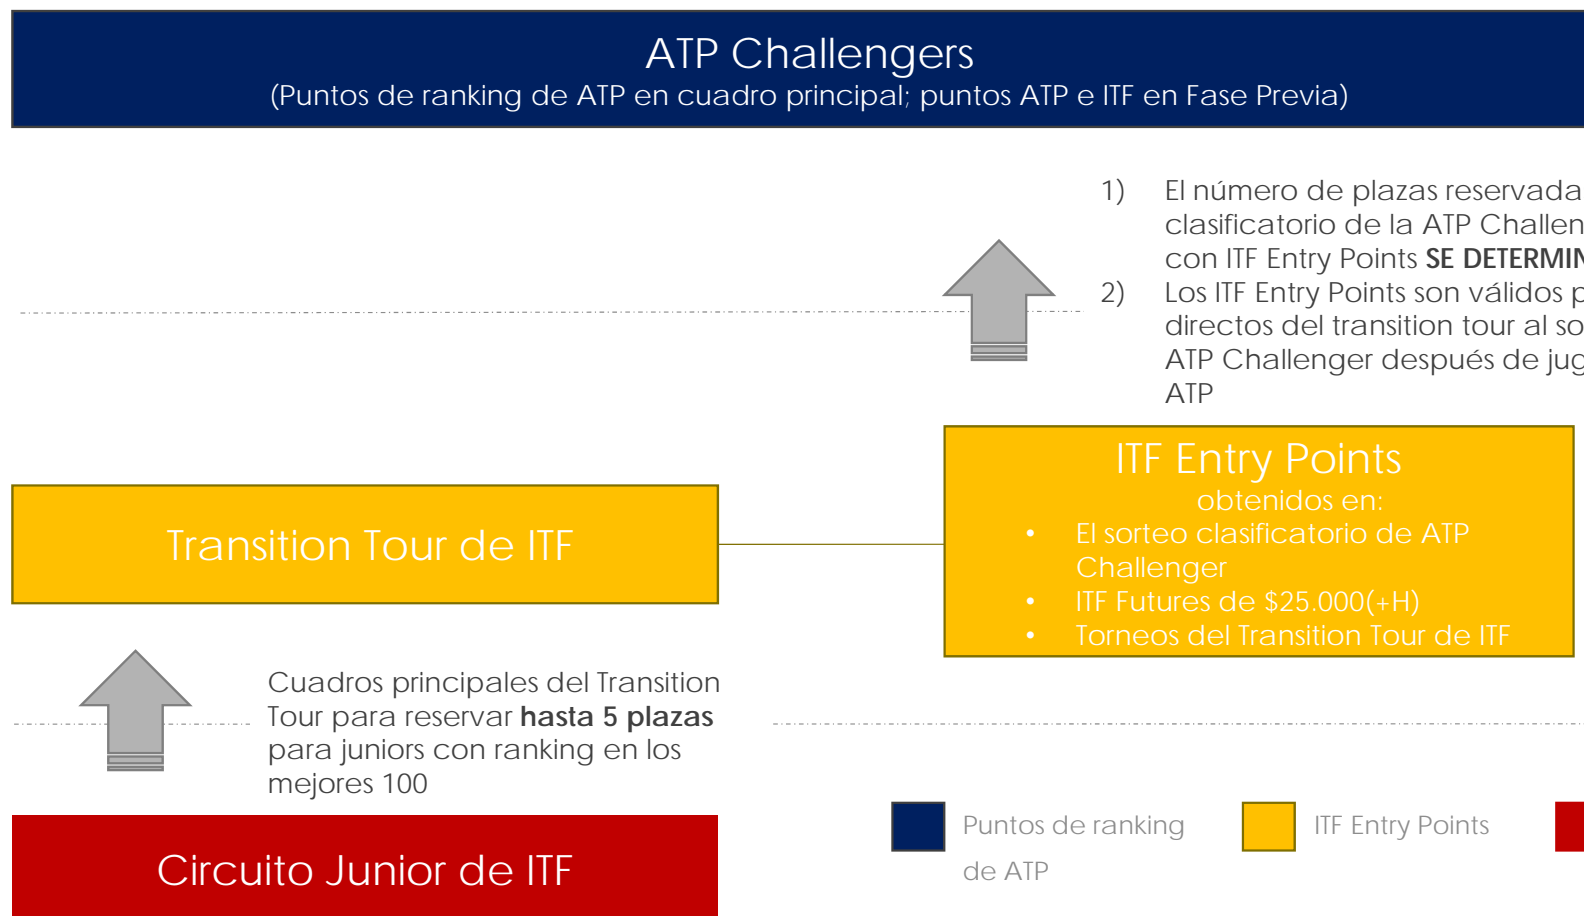 ATP Challengers
(Puntos de ranking de ATP en cuadro principal; puntos ATP e ITF en Fase Previa)
1) El número de plazas reservada
clasificatorio de la ATP Challen
con ITF Entry Points SE DETERMIN
2) Los ITF Entry Points son válidos p
directos del transition tour al so
ATP Challenger después de jug
ATP
ITF Entry Points
obtenidos en:
• El sorteo clasificatorio de ATP
Challenger
• ITF Futures de $25.000(+H)
• Torneos del Transition Tour de ITF
Transition Tour de ITF
Cuadros principales del Transition
Tour para reservar hasta 5 plazas
para juniors con ranking en los
mejores 100
Circuito Junior de ITF
Puntos de ranking
de ATP
ITF Entry Points